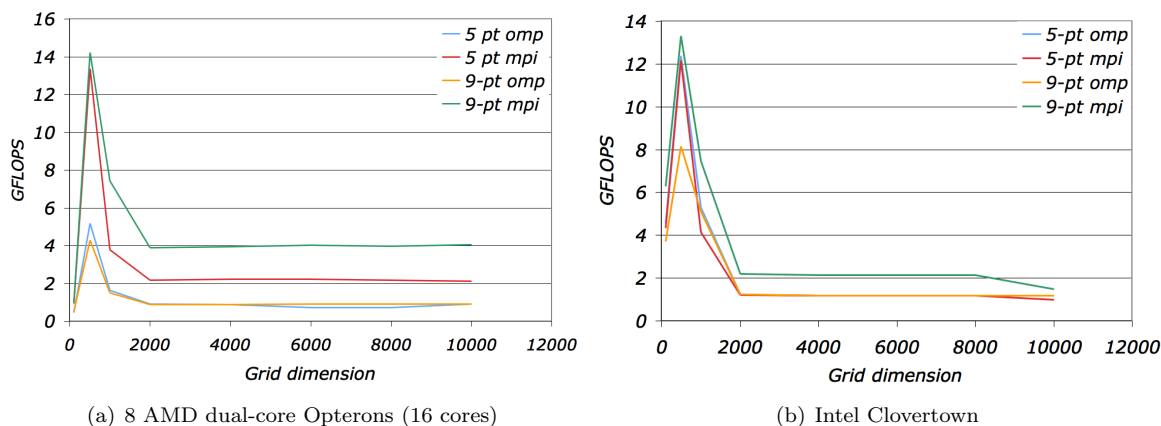 16
14
12
10
8
6
4
2
0
GFLOPS
0 2000 4000 6000 8000 10000 12000
Grid dimension
5 pt omp
5 pt mpi
9-pt omp
9-pt mpi
(a) 8 AMD dual-core Opterons (16 cores)
14
12
10
8
6
4
2
0
GFLOPS
0 2000 4000 6000 8000 10000 12000
Grid dimension
5-pt omp
5-pt mpi
9-pt omp
9-pt mpi
(b) Intel Clovertown